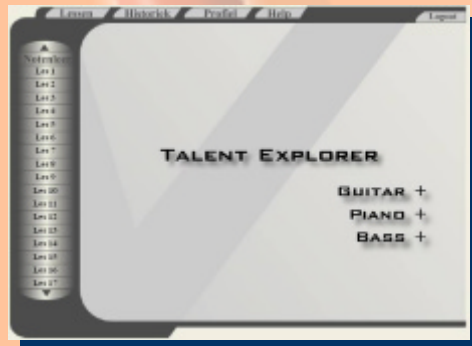 Lessen Historiek Profiel Help Logout
Notenleer
Les 1
Les 2
Les 3
Les 4
Les 5
Les 6
Les 7
Les 8
Les 9
Les 10
Les 11
Les 12
Les 13
Les 14
Les 15
Les 16
Les 17
TALENT EXPLORER
GUITAR +
PIANO +
BASS +